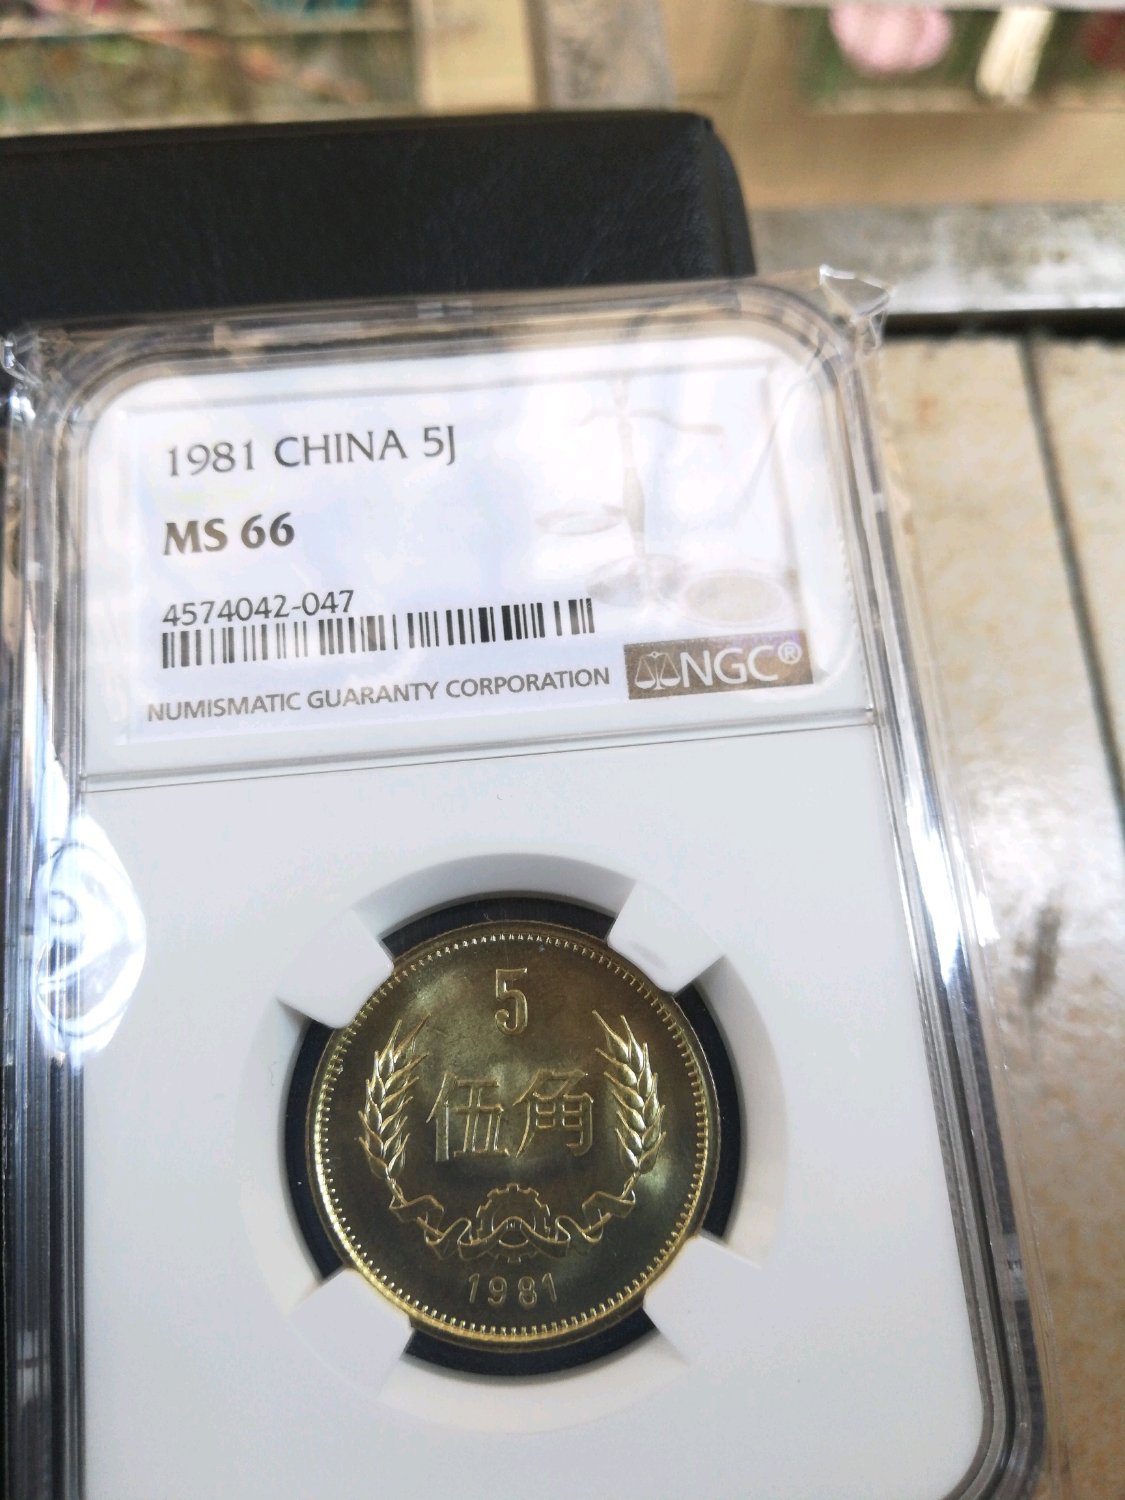 1981 CHINA 5J
MS 66
4574042-047
NUMISMATIC GUARANTY CORPORATION
NGC®
5
伍角
1981